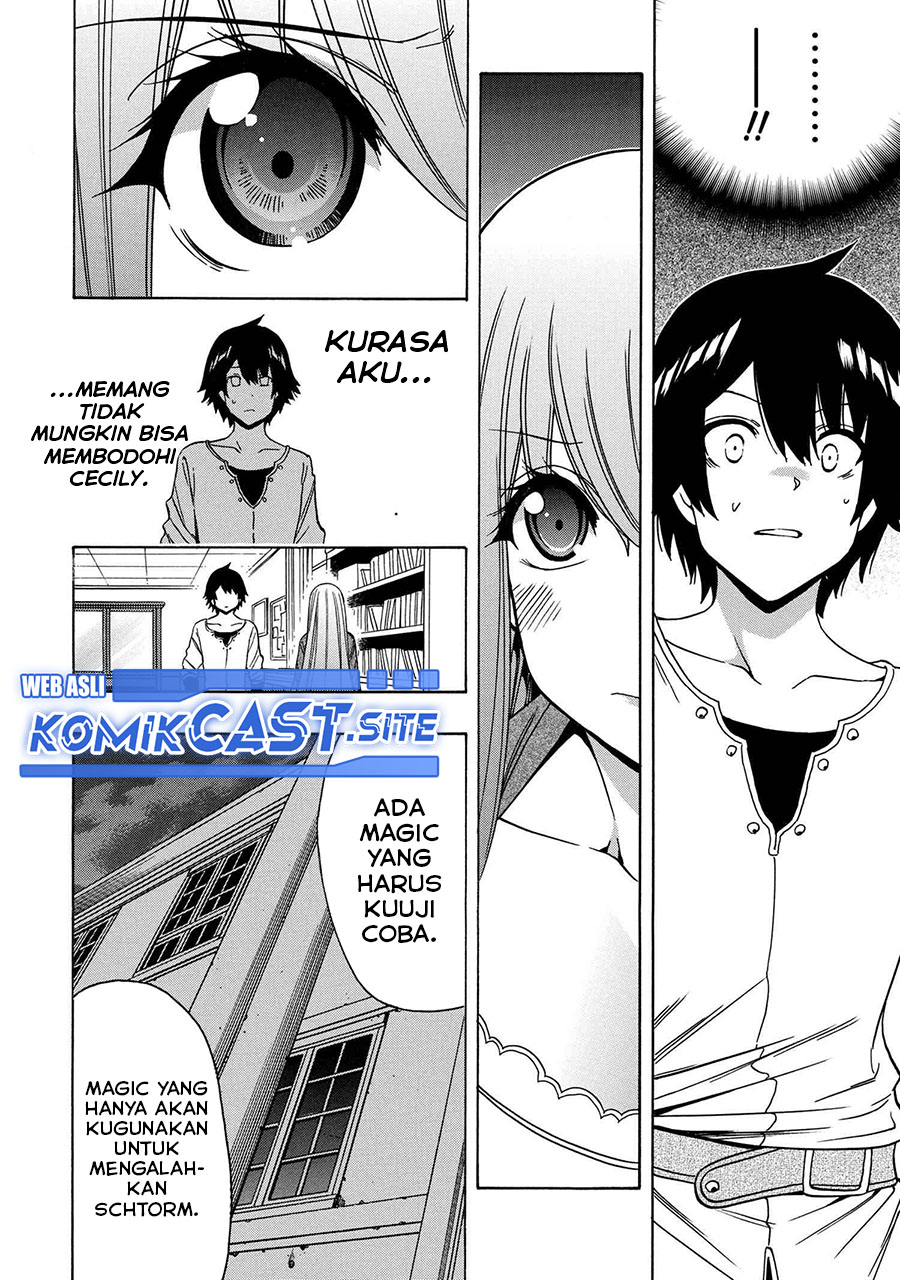 ..........
—!!
KURASA
AKU...
...MEMANG
TIDAK
MUNGKIN BISA
MEMBODOHI
CECILY.
WEB ASLI
KOMIKCAST.SITE
ADA
MAGIC
YANG
HARUS
KUUJI
COBA.
MAGIC YANG
HANYA AKAN
KUGUNAKAN
UNTUK
MENGALAH-
KAN
SCHTORM.